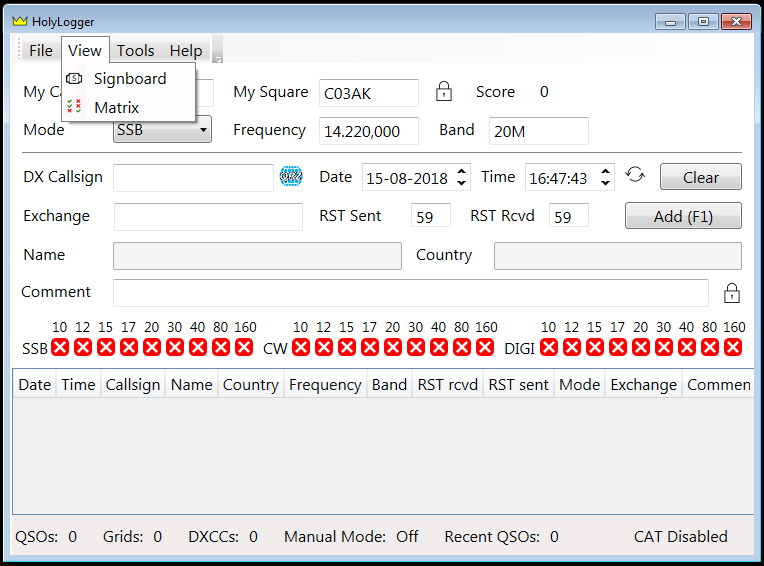 HolyLogger
File View Tools Help
Signboard
Matrix
My Square C03AK Score 0
Mode SSB Frequency 14.220,000 Band 20M
DX Callsign Date 15-08-2018 Time 16:47:43 Clear
Exchange RST Sent 59 RST Rcvd 59 Add (F1)
Name Country
Comment
10 12 15 17 20 30 40 80 160 10 12 15 17 20 30 40 80 160 10 12 15 17 20 30 40 80 160
SSB CW DIGI
Date Time Callsign Name Country Frequency Band RST rcvd RST sent Mode Exchange Commen
QSOs: 0 Grids: 0 DXCCs: 0 Manual Mode: Off Recent QSOs: 0 CAT Disabled